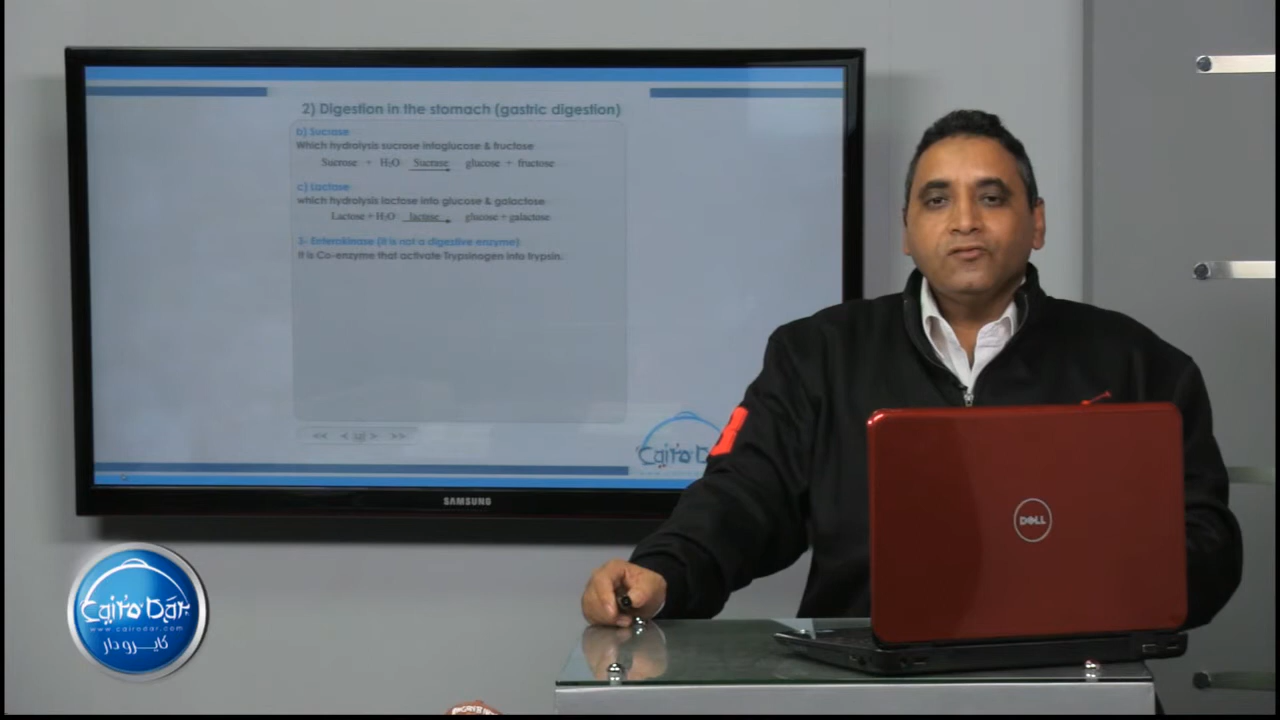 2) Digestion in the stomach (gastric digestion)
b) Sucrase
Which hydrolysis sucrose intoglucose & fructose
Sucrose + H2O Sucrase glucose + fructose
c) Lactase
which hydrolysis lactose into glucose & galactose
Lactose + H2O lactase glucose + galactose
3- Enterokinase (it is not a digestive enzyme)
It is Co-enzyme that activate Trypsinogen into trypsin.
<< < > >>
Cairo Dar
SAMSUNG
DELL
Cairo Dar
www.cairodar.com
كايرو دار